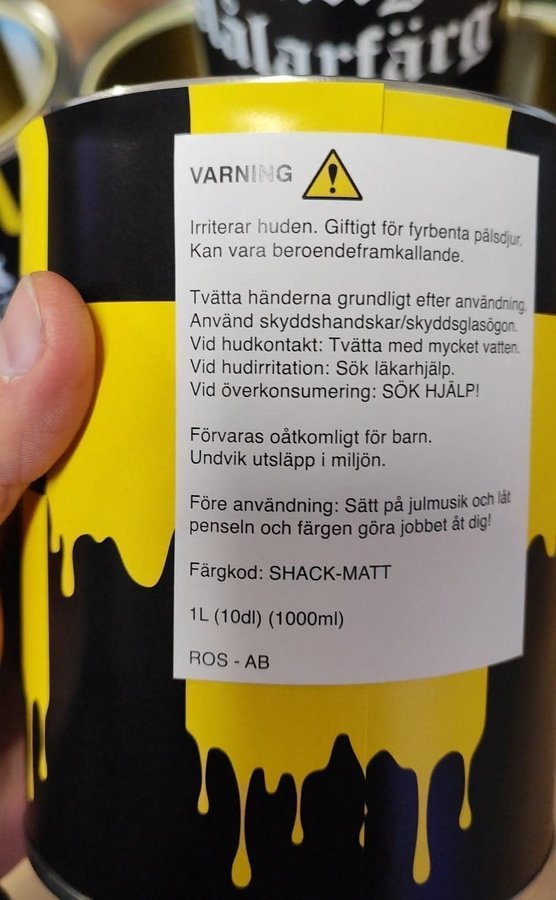 målarfärg
VARNING
Irriterar huden. Giftigt för fyrbenta pälsdjur.
Kan vara beroendeframkallande.
Tvätta händerna grundligt efter användning.
Använd skyddshandskar/skyddsglasögon.
Vid hudkontakt: Tvätta med mycket vatten.
Vid hudirritation: Sök läkarhjälp.
Vid överkonsumering: SÖK HJÄLP!
Förvaras oåtkomligt för barn.
Undvik utsläpp i miljön.
Före användning: Sätt på julmusik och låt
penseln och färgen göra jobbet åt dig!
Färgkod: SHACK-MATT
1L (10dl) (1000ml)
ROS - AB